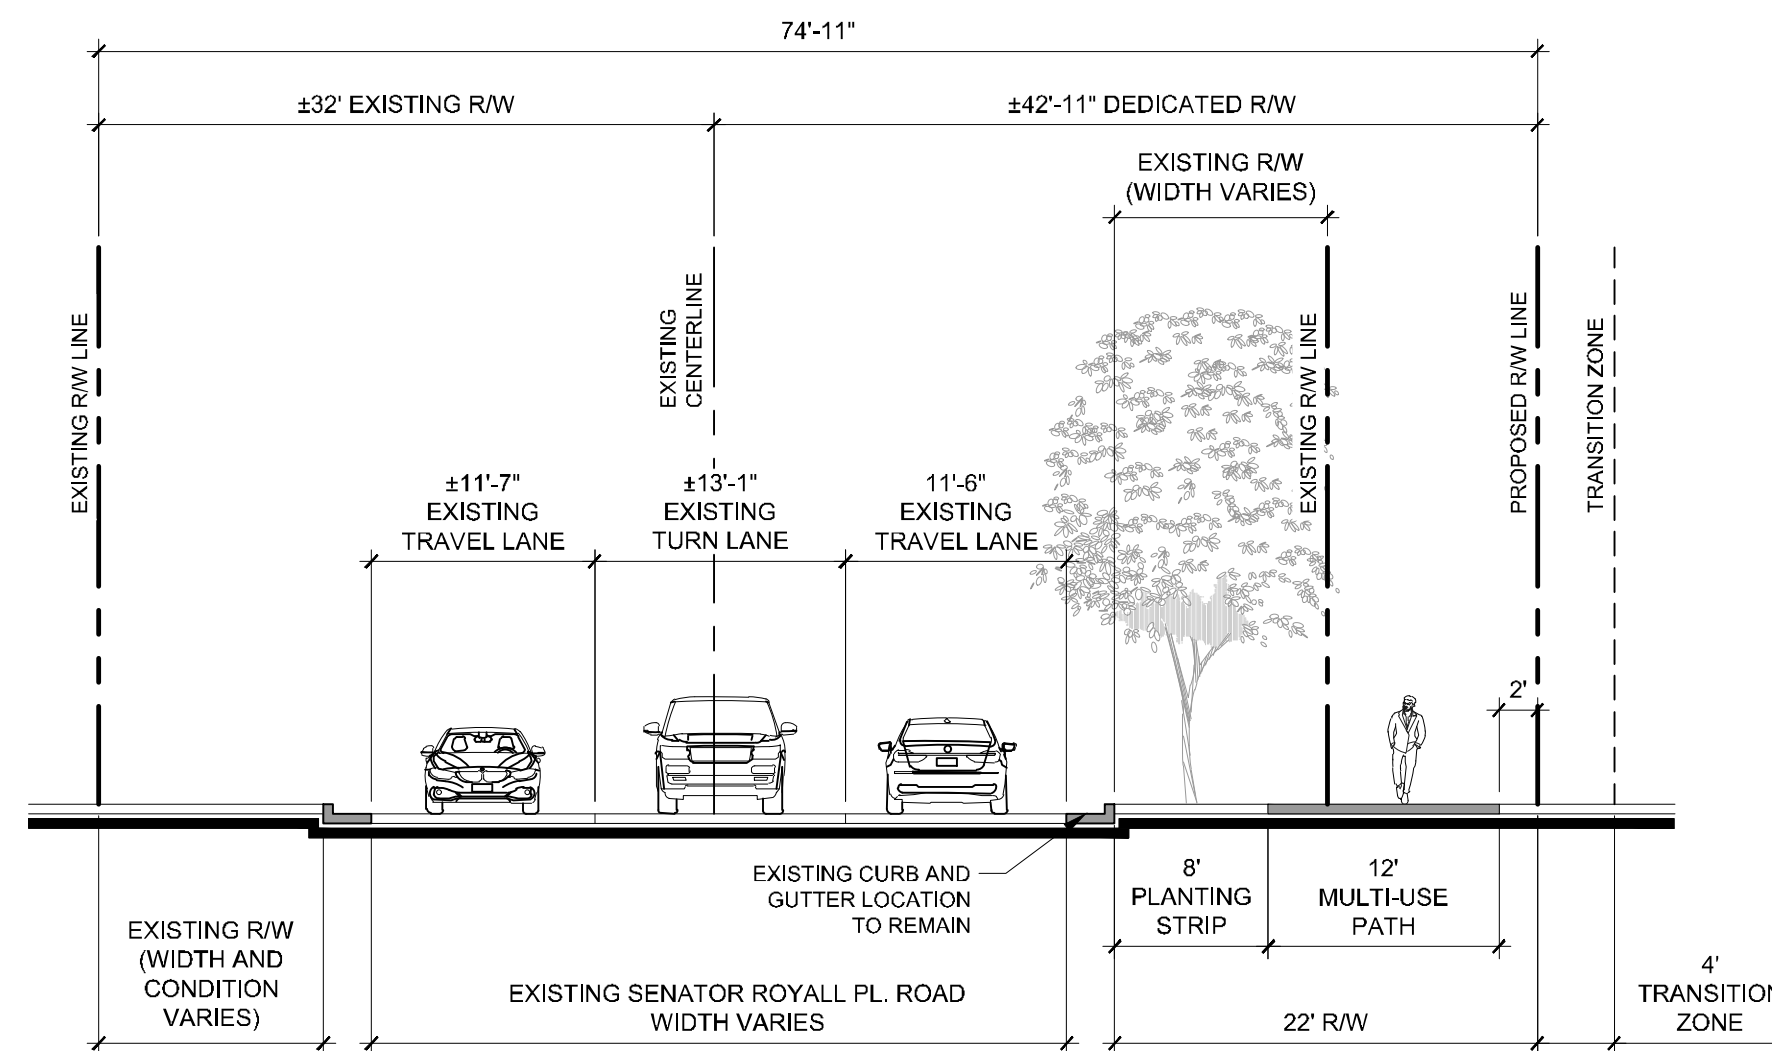 74'-11"
±32' EXISTING R/W
±42'-11" DEDICATED R/W
EXISTING R/W
(WIDTH VARIES)
EXISTING R/W LINE
EXISTING
CENTERLINE
EXISTING R/W LINE
PROPOSED R/W LINE
TRANSITION ZONE
±11'-7"
EXISTING
TRAVEL LANE
±13'-1"
EXISTING
TURN LANE
11'-6"
EXISTING
TRAVEL LANE
2'
EXISTING CURB AND
GUTTER LOCATION
TO REMAIN
8'
PLANTING
STRIP
12'
MULTI-USE
PATH
EXISTING R/W
(WIDTH AND
CONDITION
VARIES)
EXISTING SENATOR ROYALL PL. ROAD
WIDTH VARIES
22' R/W
4'
TRANSITION
ZONE